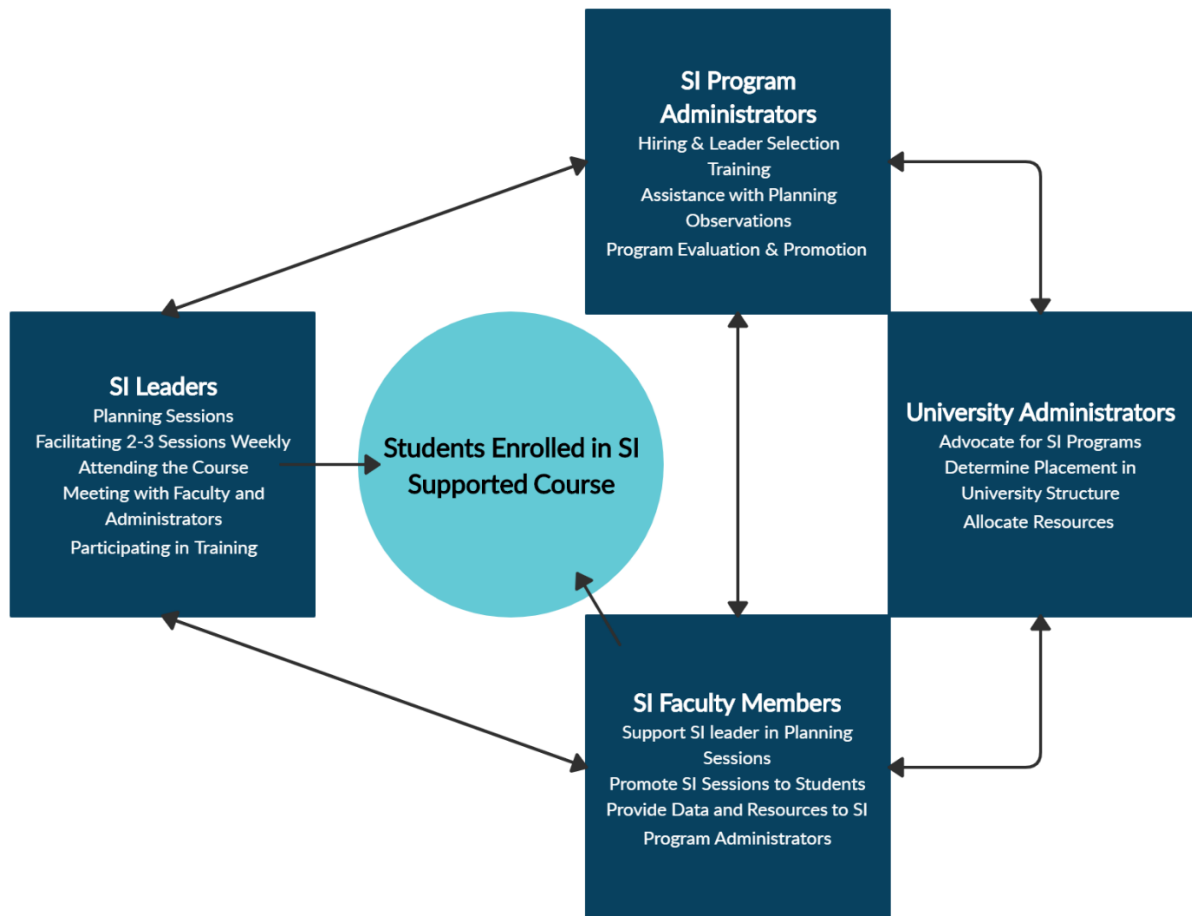 SI Program
Administrators
Hiring & Leader Selection
Training
Assistance with Planning
Observations
Program Evaluation & Promotion
SI Leaders
Planning Sessions
Facilitating 2-3 Sessions Weekly
Attending the Course
Meeting with Faculty and
Administrators
Participating in Training
Students Enrolled in SI
Supported Course
University Administrators
Advocate for SI Programs
Determine Placement in
University Structure
Allocate Resources
SI Faculty Members
Support SI leader in Planning
Sessions
Promote SI Sessions to Students
Provide Data and Resources to SI
Program Administrators